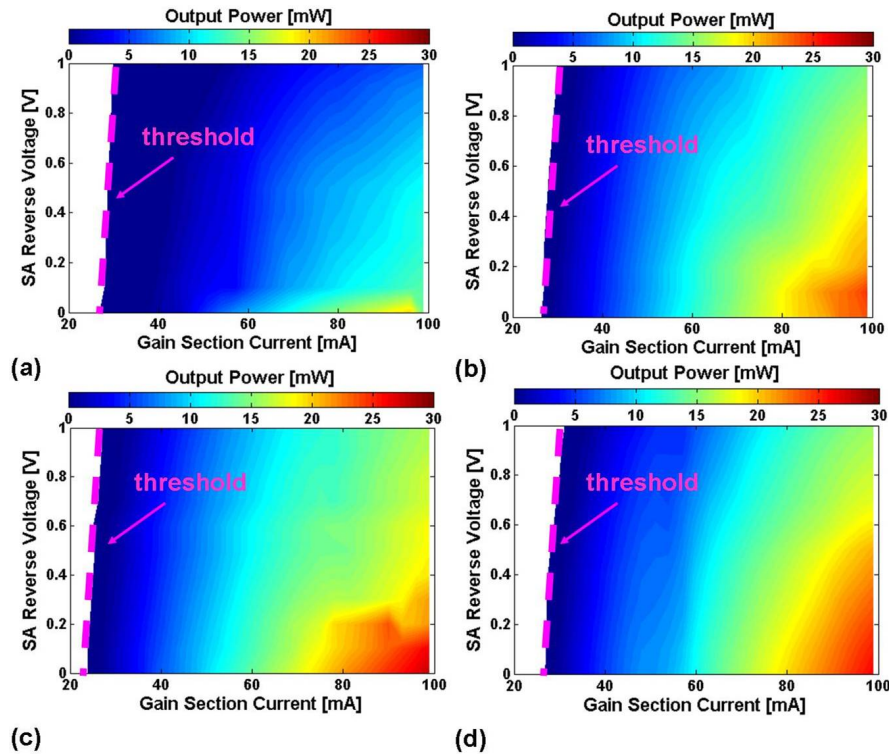 Output Power [mW]
0 5 10 15 20 25 30
SA Reverse Voltage [V]
1
0.8
0.6
0.4
0.2
0
threshold
20 40 60 80 100
Gain Section Current [mA]
(a)
Output Power [mW]
0 5 10 15 20 25 30
SA Reverse Voltage [V]
1
0.8
0.6
0.4
0.2
0
threshold
20 40 60 80 100
Gain Section Current [mA]
(b)
Output Power [mW]
0 5 10 15 20 25 30
SA Reverse Voltage [V]
1
0.8
0.6
0.4
0.2
0
threshold
20 40 60 80 100
Gain Section Current [mA]
(c)
Output Power [mW]
0 5 10 15 20 25 30
SA Reverse Voltage [V]
1
0.8
0.6
0.4
0.2
0
threshold
20 40 60 80 100
Gain Section Current [mA]
(d)